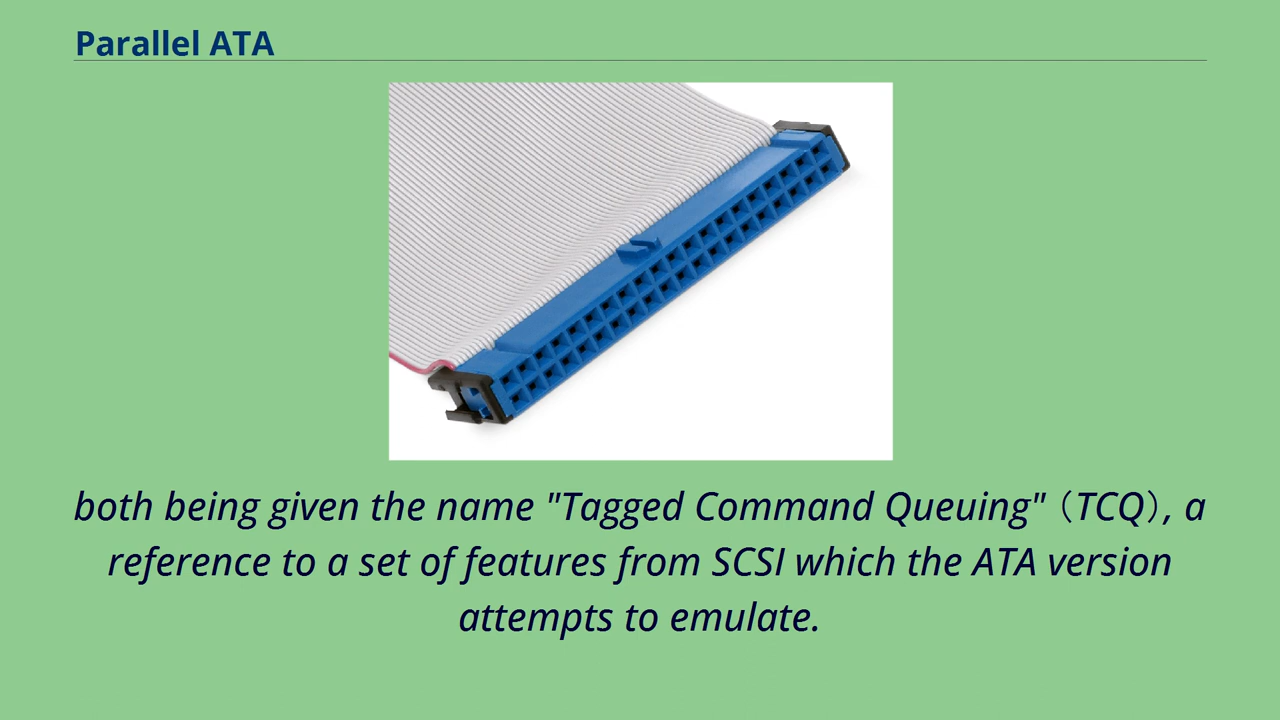 Parallel ATA
both being given the name "Tagged Command Queuing"（TCQ）, a
reference to a set of features from SCSI which the ATA version
attempts to emulate.